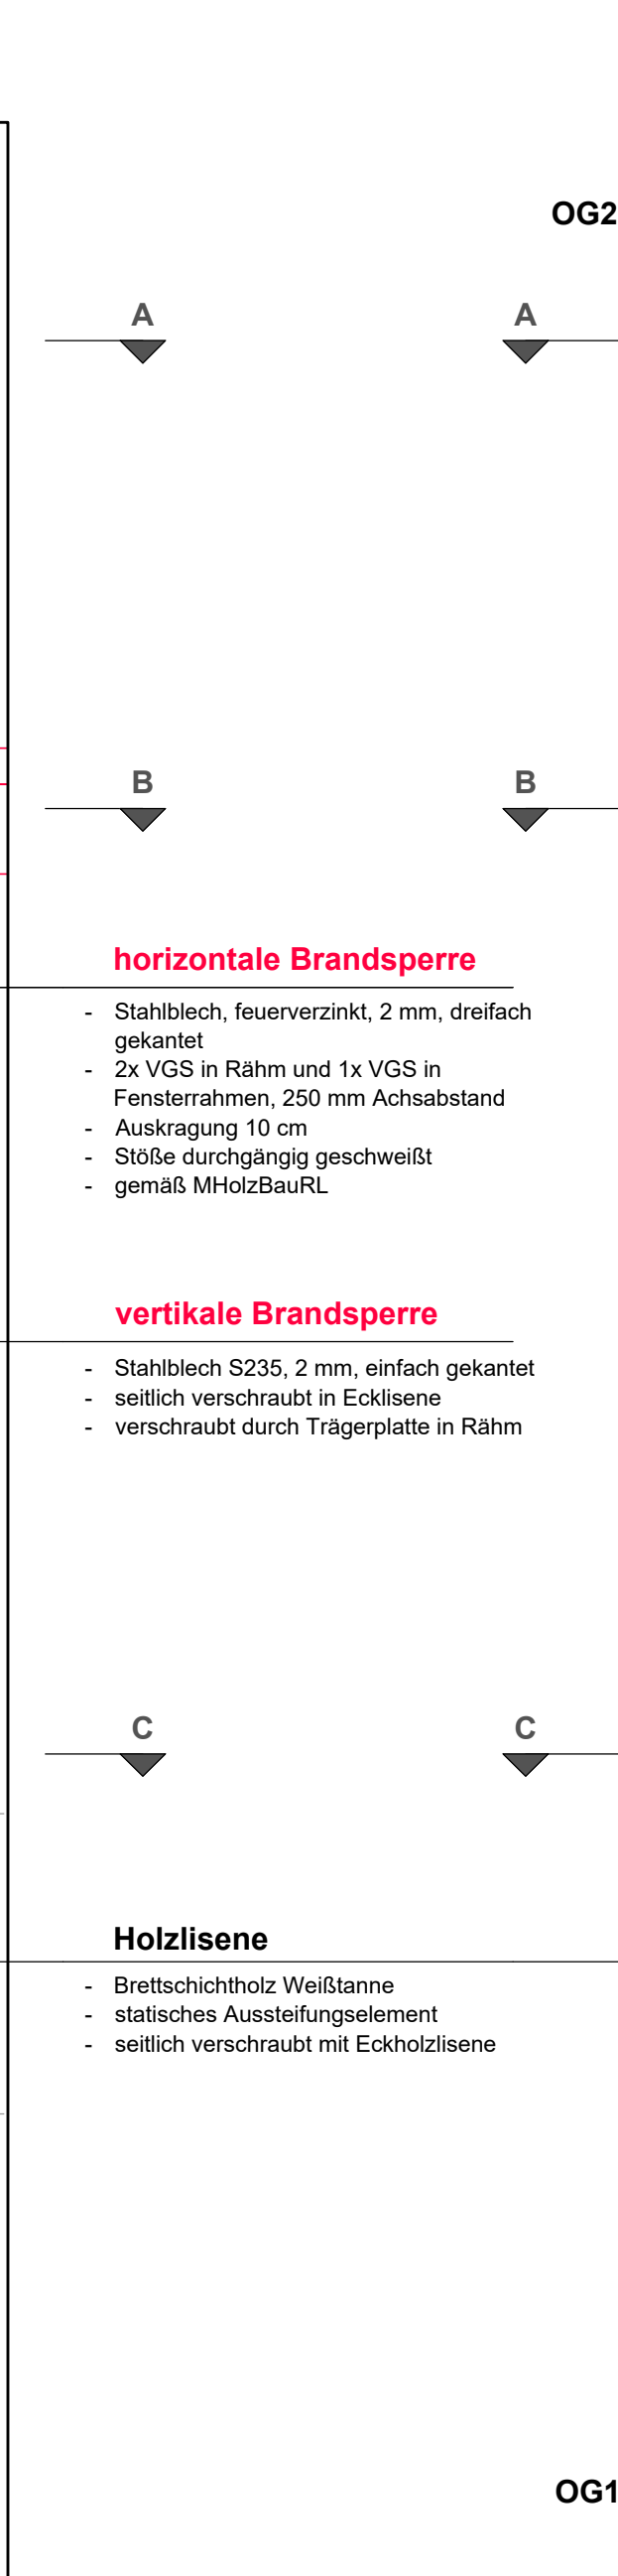 OG2
A A
B B
horizontale Brandsperre
- Stahlblech, feuerverzinkt, 2 mm, dreifach
gekantet
- 2x VGS in Rähm und 1x VGS in
Fensterrahmen, 250 mm Achsabstand
- Auskragung 10 cm
- Stöße durchgängig geschweißt
- gemäß MHolzBauRL
vertikale Brandsperre
- Stahlblech S235, 2 mm, einfach gekantet
- seitlich verschraubt in Ecklisene
- verschraubt durch Trägerplatte in Rähm
C C
Holzlisene
- Brettschichtholz Weißtanne
- statisches Aussteifungselement
- seitlich verschraubt mit Eckholzlisene
OG1